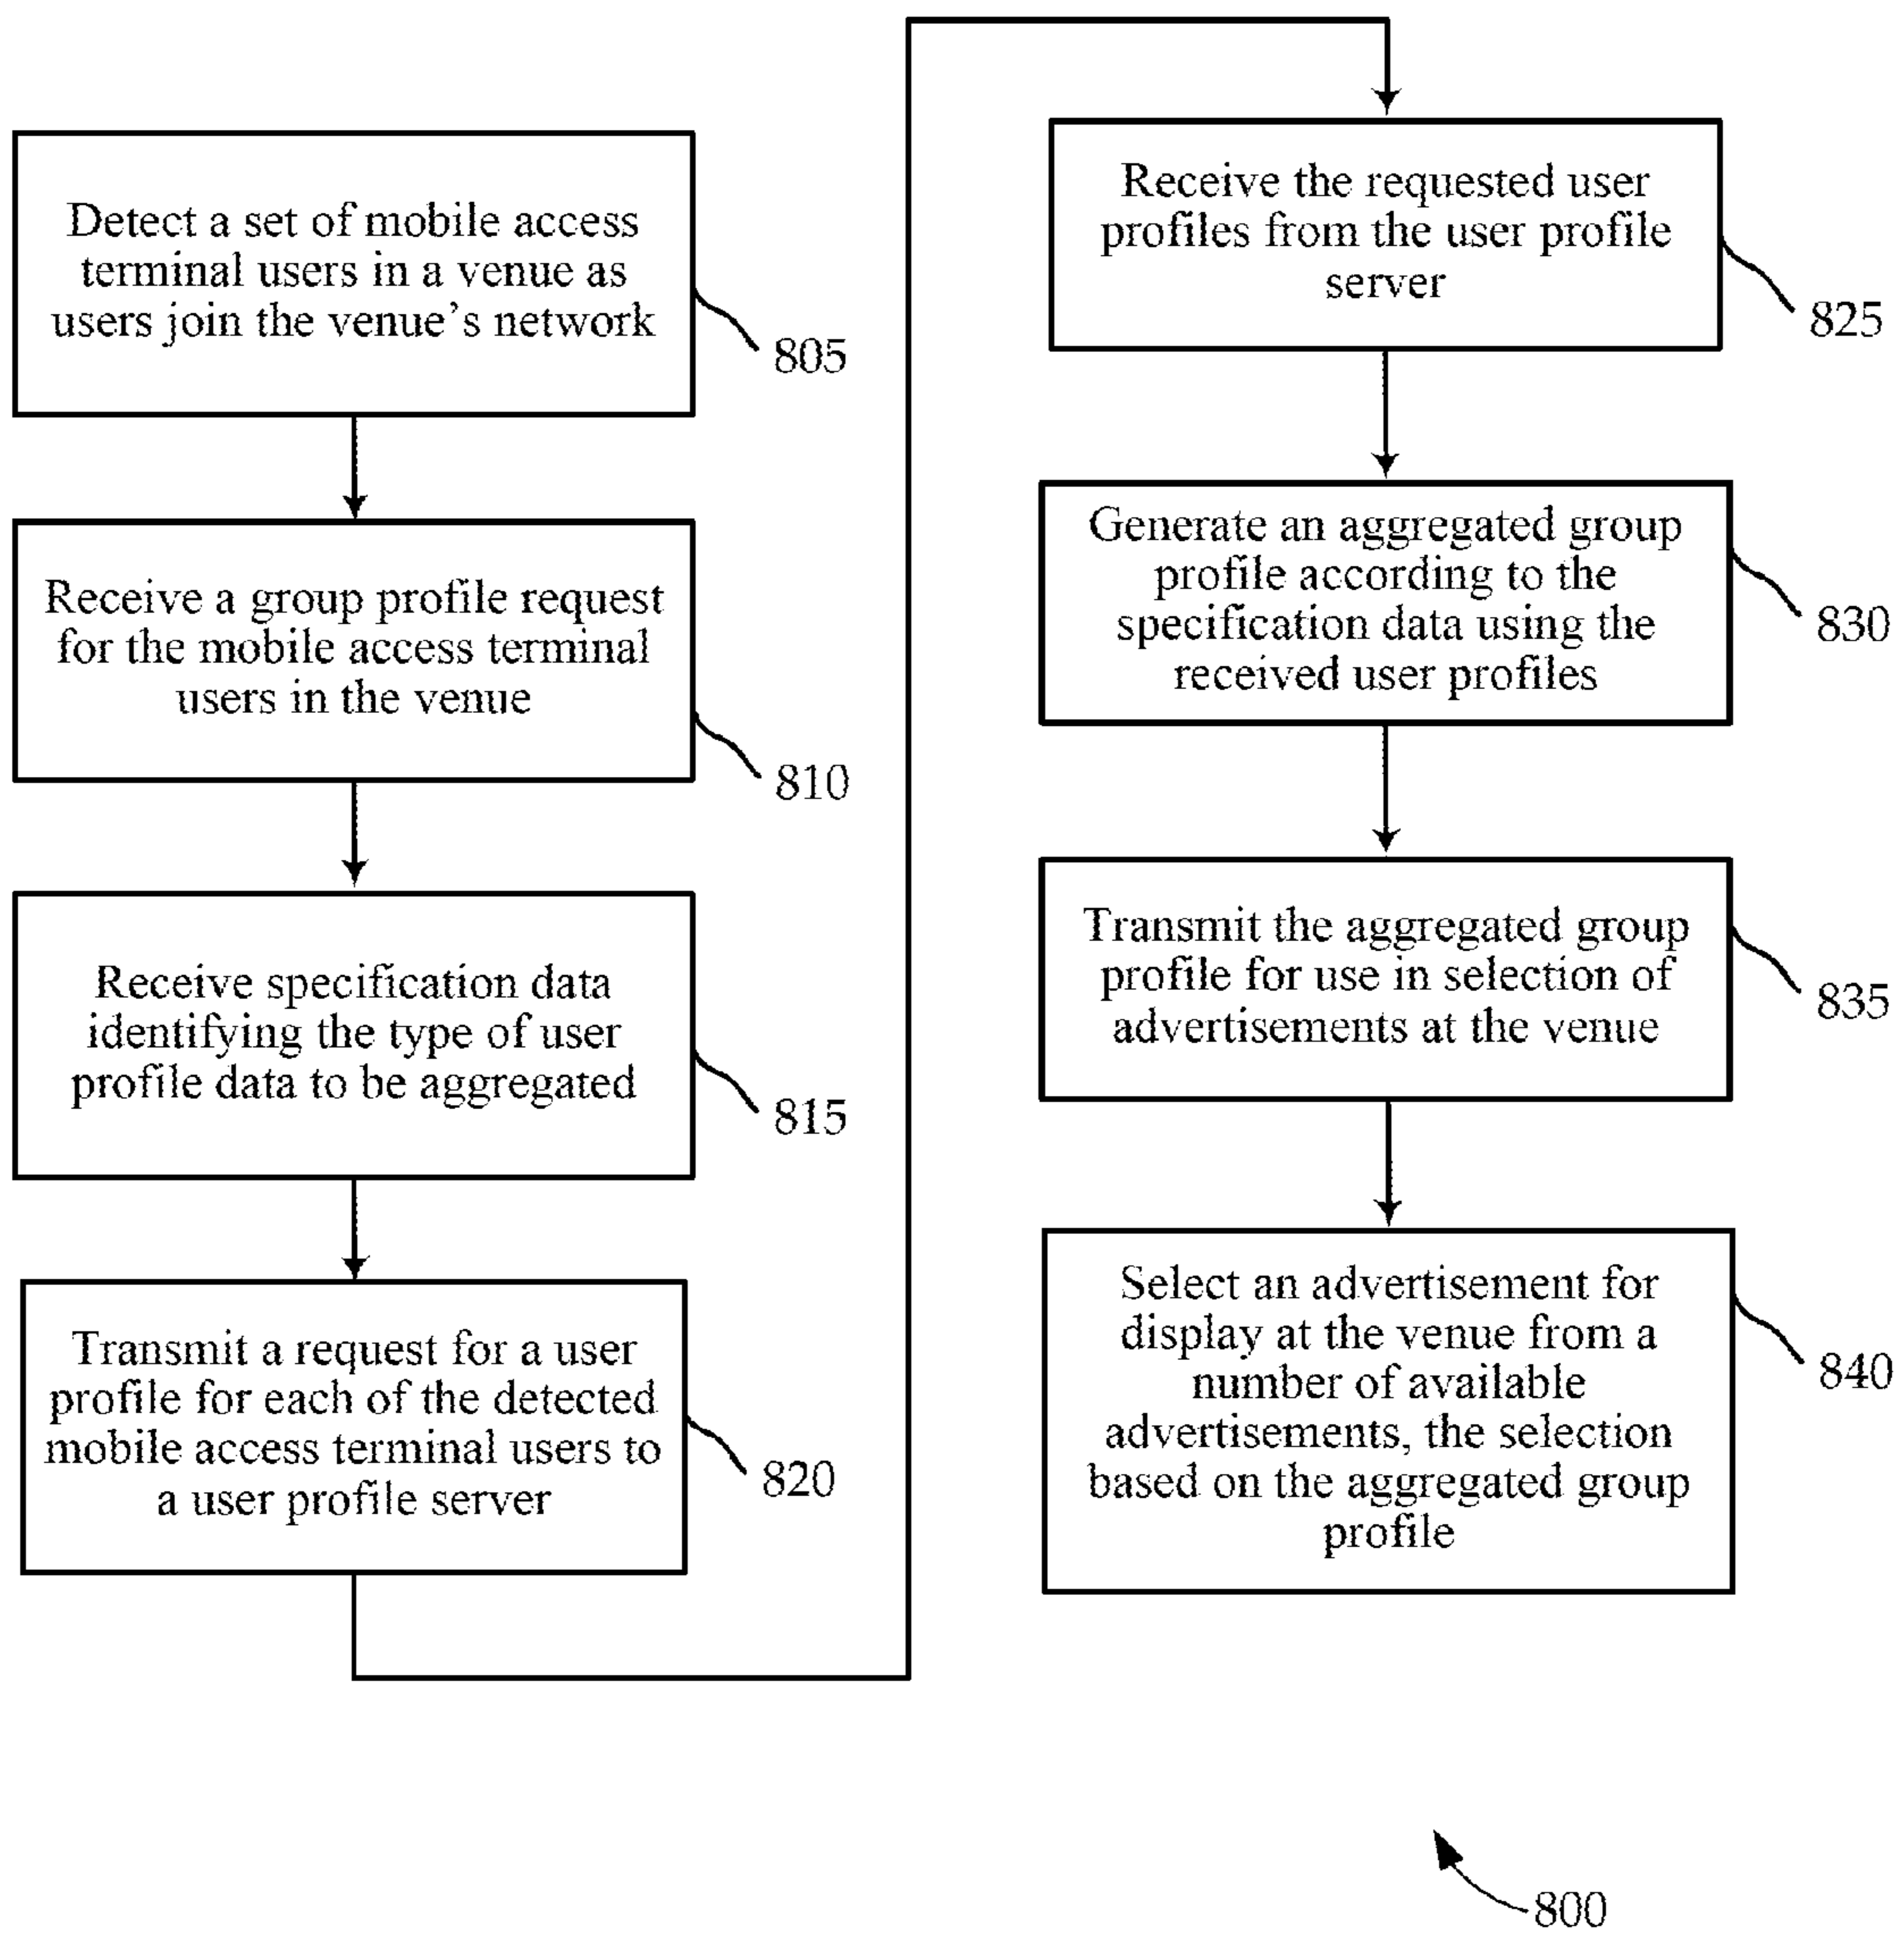 Detect a set of mobile access
terminal users in a venue as
users join the venue's network
805
Receive a group profile request
for the mobile access terminal
users in the venue
810
Receive specification data
identifying the type of user
profile data to be aggregated
815
Transmit a request for a user
profile for each of the detected
mobile access terminal users to
a user profile server
820
Receive the requested user
profiles from the user profile
server
825
Generate an aggregated group
profile according to the
specification data using the
received user profiles
830
Transmit the aggregated group
profile for use in selection of
advertisements at the venue
835
Select an advertisement for
display at the venue from a
number of available
advertisements, the selection
based on the aggregated group
profile
840
800